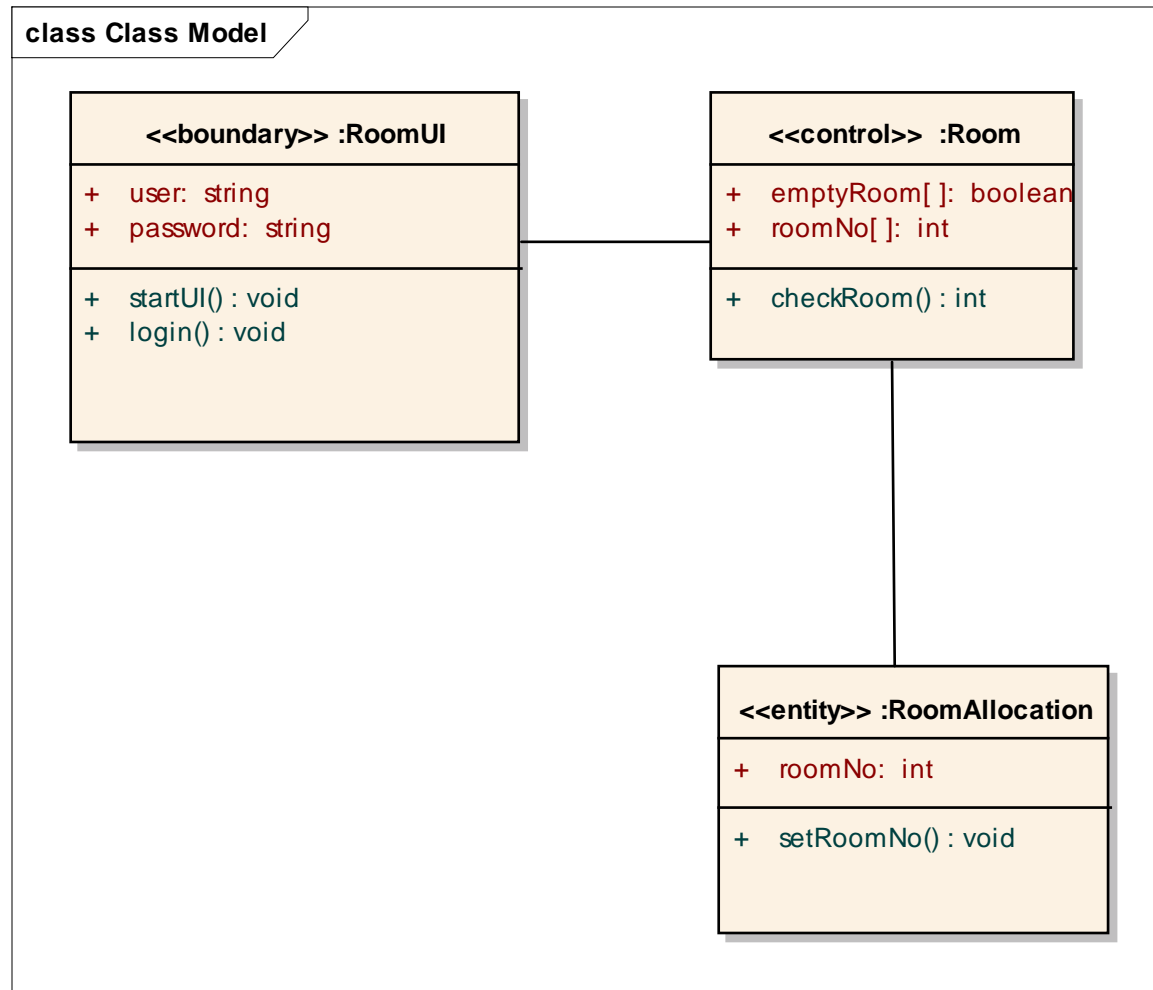 class Class Model
<<boundary>> :RoomUI
+ user: string
+ password: string
+ startUI() : void
+ login() : void
<<control>> :Room
+ emptyRoom[ ]: boolean
+ roomNo[ ]: int
+ checkRoom() : int
<<entity>> :RoomAllocation
+ roomNo: int
+ setRoomNo() : void